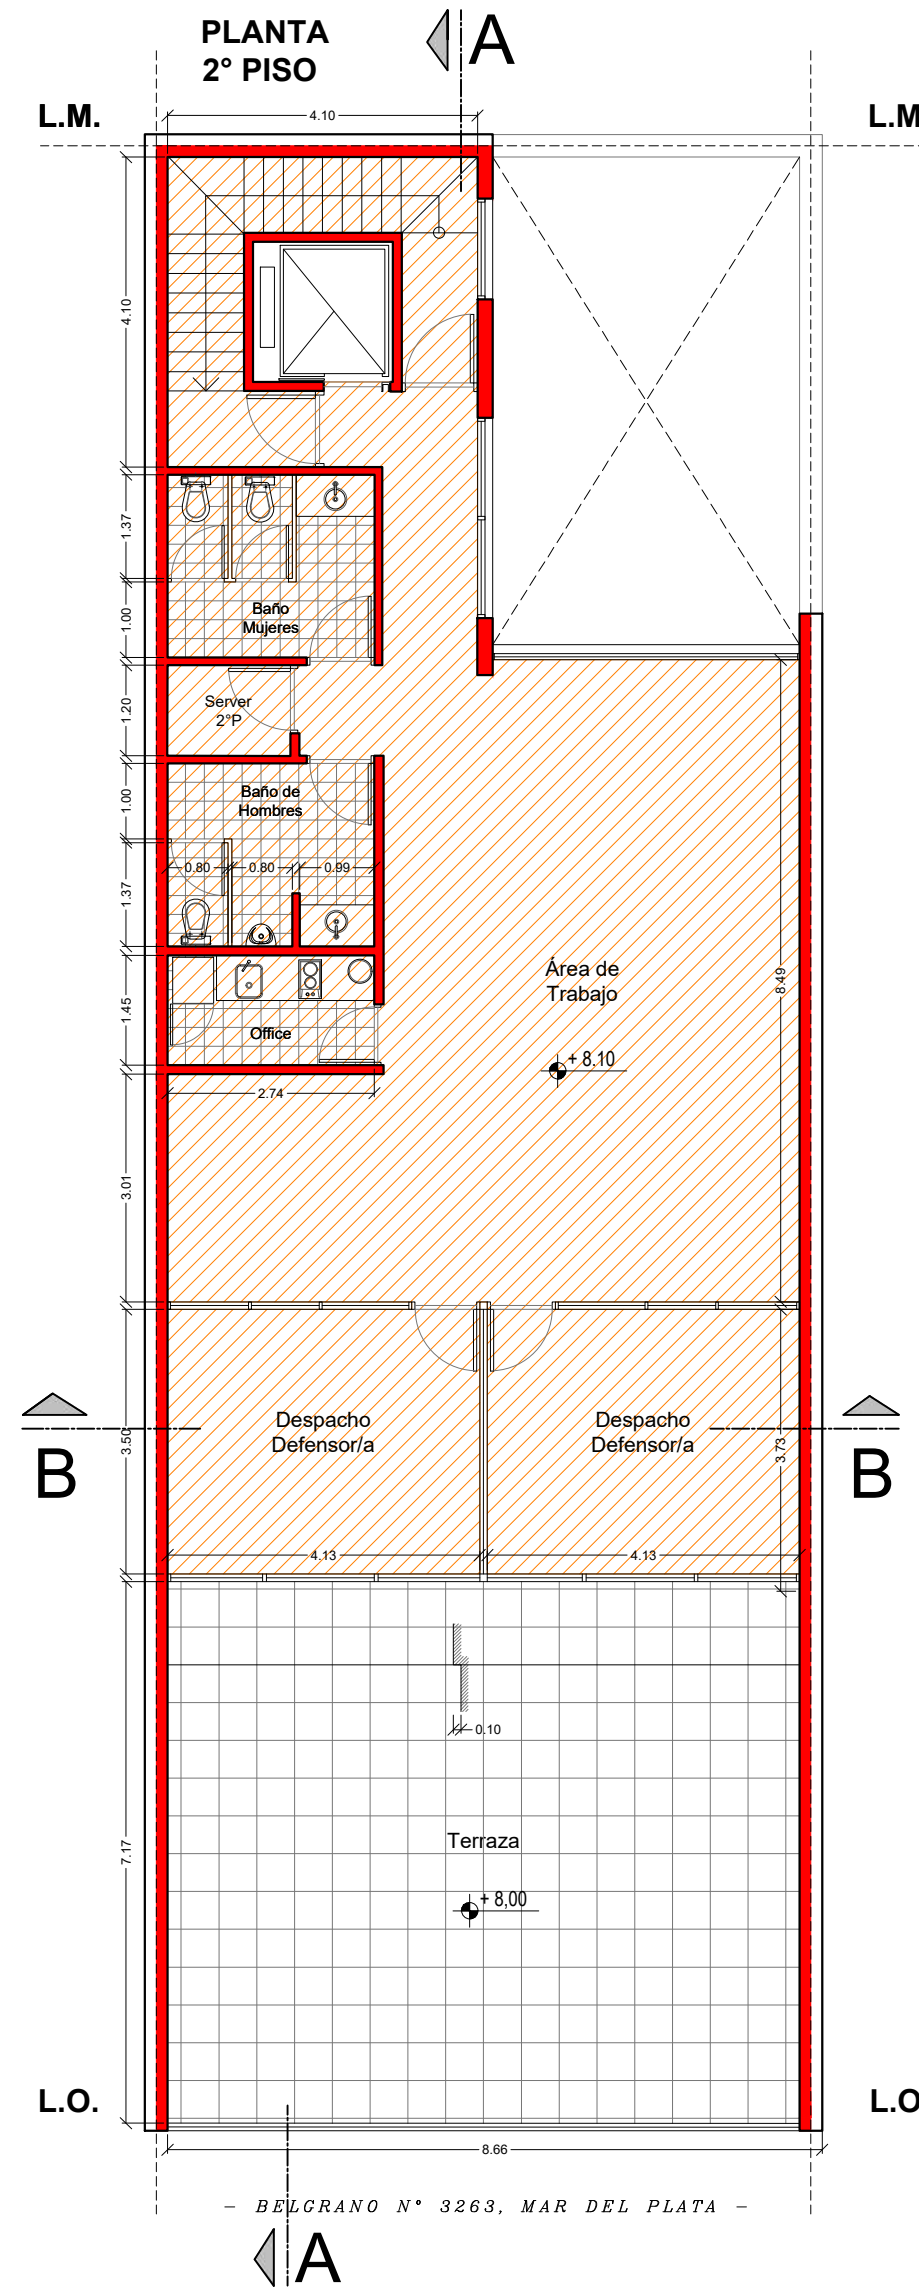 PLANTA
2° PISO
A
L.M.
L.M
4.10
4.10
1.37
1.00
Baño
Mujeres
1.20
Server
2°P
1.00
Baño de
Hombres
0.80
0.80
0.99
1.37
Área de
Trabajo
8.49
1.45
Office
+ 8.10
2.74
3.01
Despacho
Defensor/a
Despacho
Defensor/a
B
3.50
3.73
B
4.13
4.13
0.10
Terraza
7.17
+ 8,00
L.O.
L.O
8.66
– BELGRANO N° 3263, MAR DEL PLATA –
A